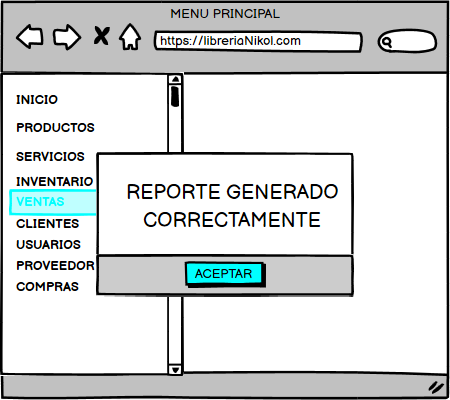 MENU PRINCIPAL
https://libreriaNikol.com
INICIO
PRODUCTOS
SERVICIOS
INVENTARIO
VENTAS
CLIENTES
USUARIOS
PROVEEDOR
COMPRAS
REPORTE GENERADO
CORRECTAMENTE
ACEPTAR